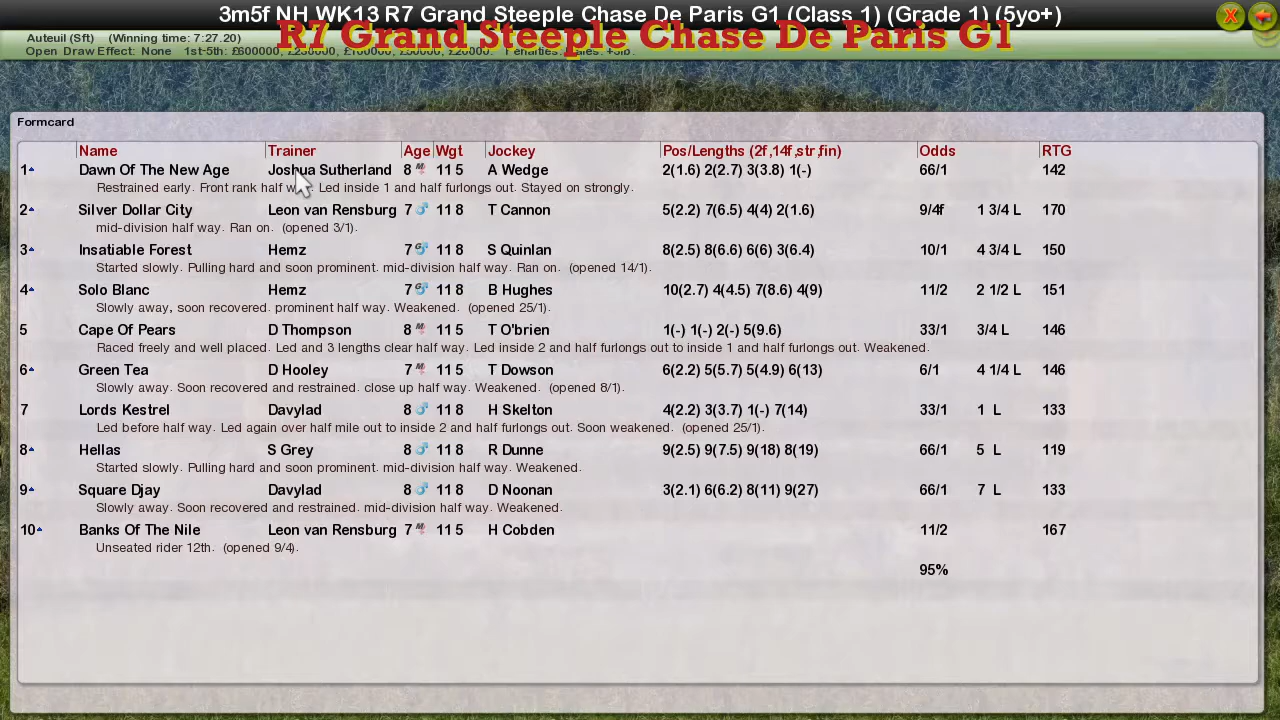 3m5f NH WK13 R7 Grand Steeple Chase De Paris G1 (Class 1) (Grade 1) (5yo+)
R7 Grand Steeple Chase De Paris G1
Auteuil (Sft) (Winning time: 7:27.20)
Open Draw Effect: None 1st-5th: £600000, £250000, £100000, £50000, £20000. Penalties: +3lb.
Formcard
Name Trainer Age Wgt Jockey Pos/Lengths (2f,14f,str,fin) Odds RTG
1 Dawn Of The New Age Joshua Sutherland 8 11 5 A Wedge 2(1.6) 2(2.7) 3(3.8) 1(-) 66/1 142
Restrained early. Front rank half Led inside 1 and half furlongs out. Stayed on strongly.
2 Silver Dollar City Leon van Rensburg 7 11 8 T Cannon 5(2.2) 7(6.5) 4(4) 2(1.6) 9/4f 1 3/4 L 170
mid-division half way. Ran on. (opened 3/1).
3 Insatiable Forest Hemz 7 11 8 S Quinlan 8(2.5) 8(6.6) 6(6) 3(6.4) 10/1 4 3/4 L 150
Started slowly. Pulling hard and soon prominent. mid-division half way. Ran on. (opened 14/1).
4 Solo Blanc Hemz 7 11 8 B Hughes 10(2.7) 4(4.5) 7(8.6) 4(9) 11/2 2 1/2 L 151
Slowly away, soon recovered. prominent half way. Weakened. (opened 25/1).
5 Cape Of Pears D Thompson 8 11 5 T O'brien 1(-) 1(-) 2(-) 5(9.6) 33/1 3/4 L 146
Raced freely and well placed. Led and 3 lengths clear half way. Led inside 2 and half furlongs out to inside 1 and half furlongs out. Weakened.
6 Green Tea D Hooley 7 11 5 T Dowson 6(2.2) 5(5.7) 5(4.9) 6(13) 6/1 4 1/4 L 146
Slowly away. Soon recovered and restrained. close up half way. Weakened. (opened 8/1).
7 Lords Kestrel Davylad 8 11 8 H Skelton 4(2.2) 3(3.7) 1(-) 7(14) 33/1 1 L 133
Led before half way. Led again over half mile out to inside 2 and half furlongs out. Soon weakened. (opened 25/1).
8 Hellas S Grey 8 11 8 R Dunne 9(2.5) 9(7.5) 9(18) 8(19) 66/1 5 L 119
Started slowly. Pulling hard and soon prominent. mid-division half way. Weakened.
9 Square Djay Davylad 8 11 8 D Noonan 3(2.1) 6(6.2) 8(11) 9(27) 66/1 7 L 133
Slowly away. Soon recovered and restrained. mid-division half way. Weakened.
10 Banks Of The Nile Leon van Rensburg 7 11 5 H Cobden 11/2 167
Unseated rider 12th. (opened 9/4).
95%